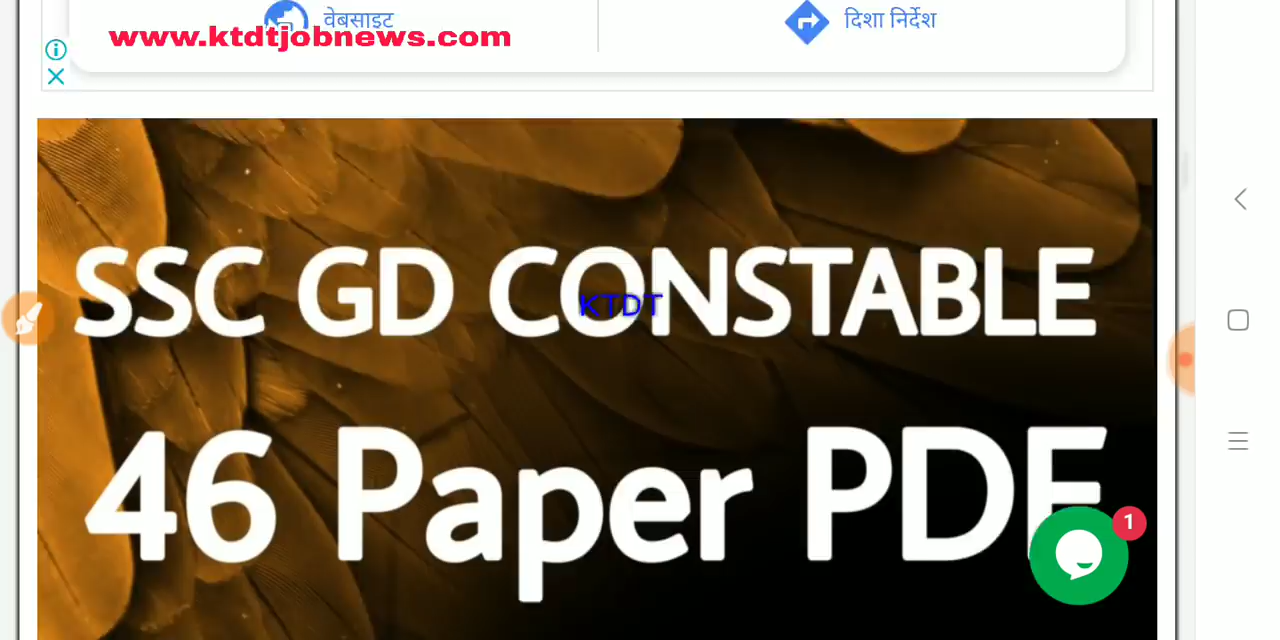 वेबसाइट
दिशा निर्देश
www.ktdtjobnews.com
SSC GD CONSTABLE
KTDT
46 Paper PDF
1